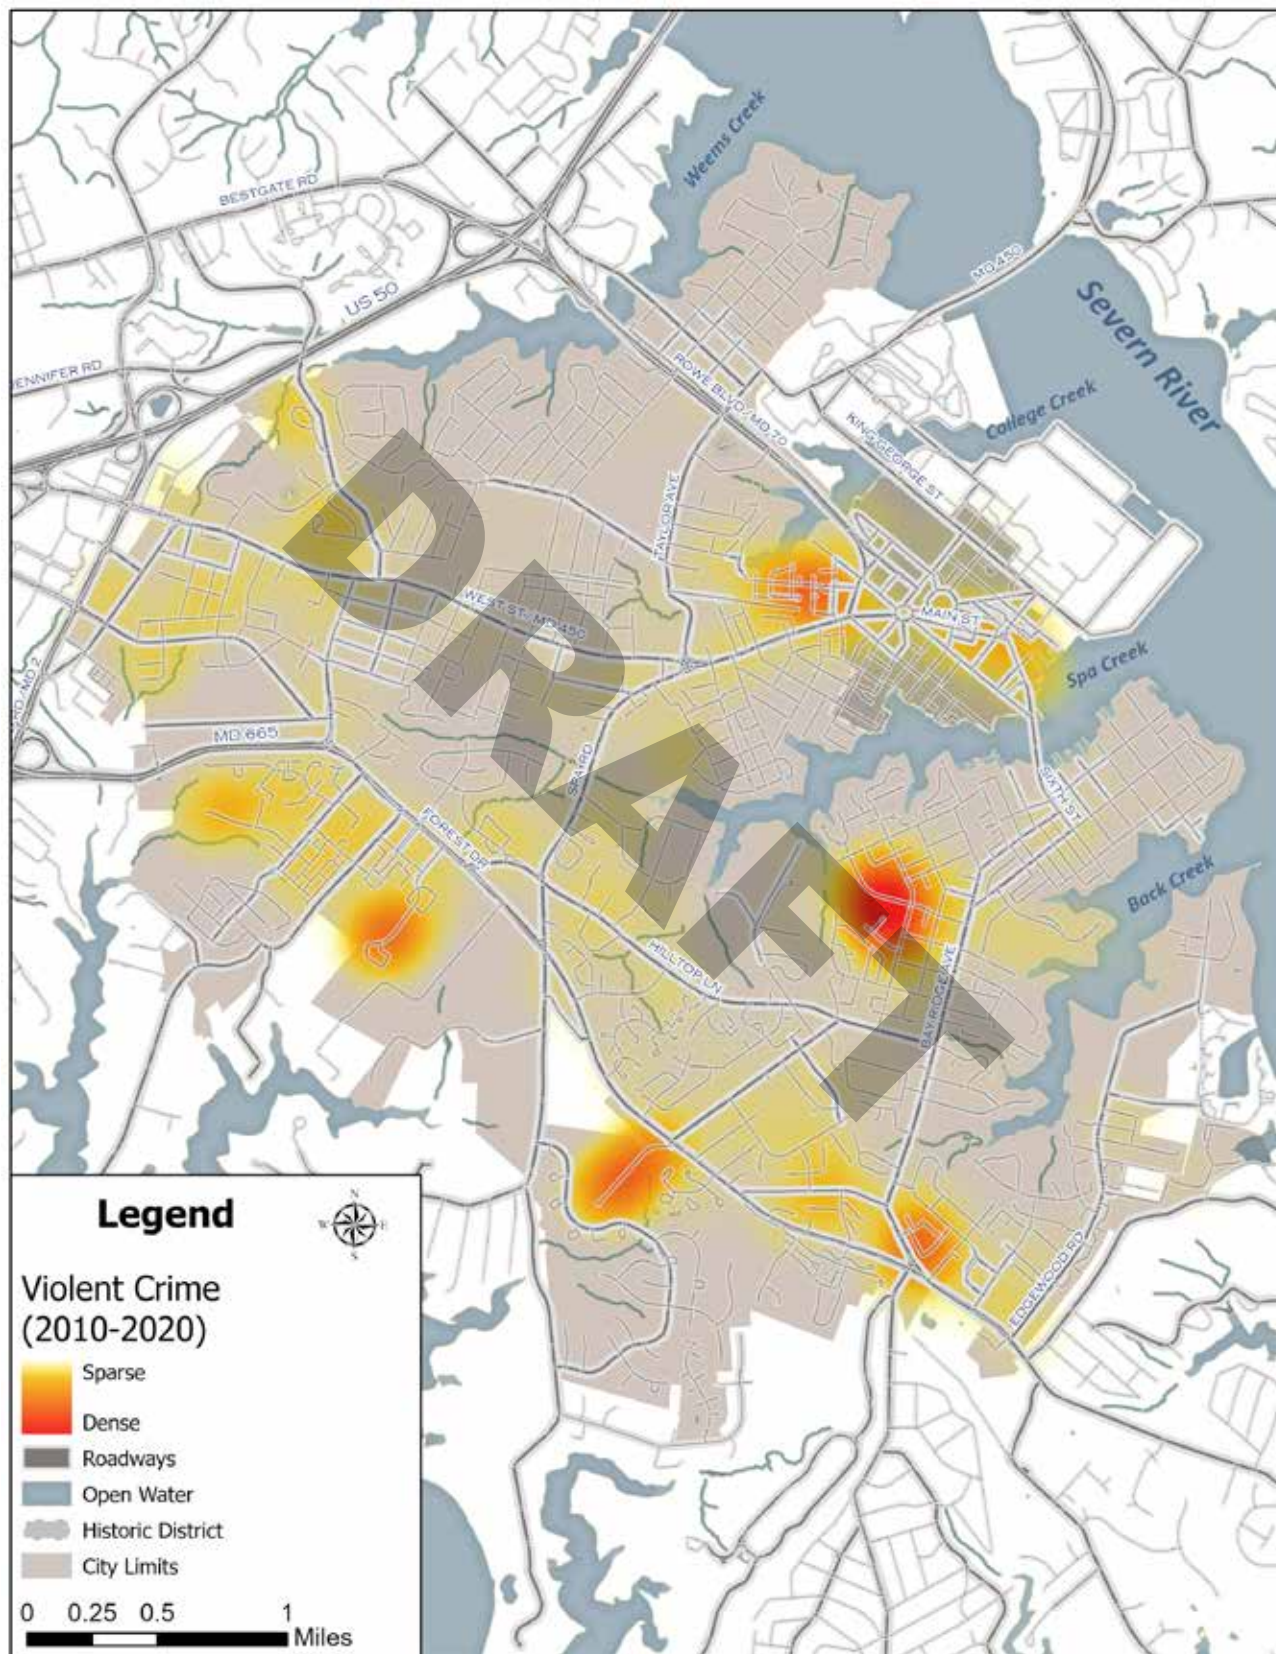 Weems Creek
BESTGATE RD
US 50
MD 450
Severn River
JENNIFER RD
ROWE BLVD / MD 70
College Creek
KING GEORGE ST
TAYLOR AVE
WEST ST / MD 450
MAIN ST
Spa Creek
MD 2
MD 665
SPA RD
SIXTH ST
FOREST DR
Back Creek
HILLTOP LN
BAY RIDGE AVE
EDGEWOOD RD
DRAFT
Legend
N
W E
S
Violent Crime
(2010-2020)
Sparse
Dense
Roadways
Open Water
Historic District
City Limits
0 0.25 0.5 1
Miles